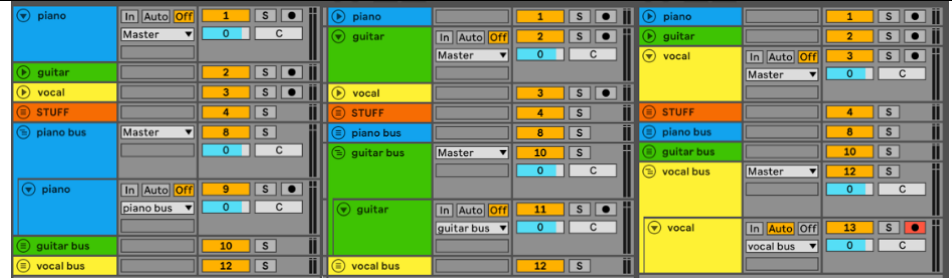 piano In Auto Off 1 S
Master 0 C
guitar 2 S
vocal 3 S
STUFF 4 S
piano bus Master 8 S
0 C
piano In Auto Off 9 S
piano bus 0 C
guitar bus 10 S
vocal bus 12 S
piano 1 S
guitar In Auto Off 2 S
Master 0 C
vocal 3 S
STUFF 4 S
piano bus 8 S
guitar bus Master 10 S
0 C
guitar In Auto Off 11 S
guitar bus 0 C
vocal bus 12 S
piano 1 S
guitar 2 S
vocal In Auto Off 3 S
Master 0 C
STUFF 4 S
piano bus 8 S
guitar bus 10 S
vocal bus Master 12 S
0 C
vocal In Auto Off 13 S
vocal bus 0 C